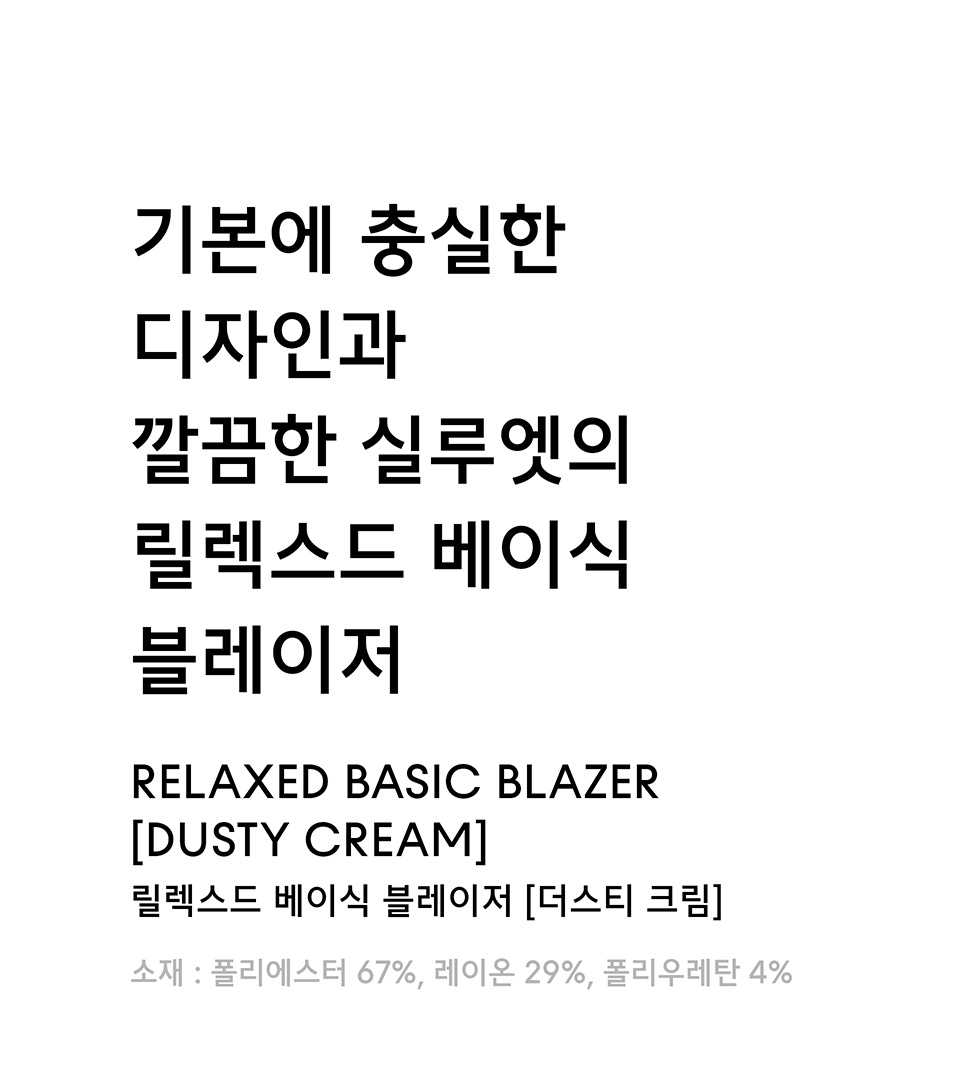 기본에 충실한
디자인과
깔끔한 실루엣의
릴렉스드 베이식
블레이저
RELAXED BASIC BLAZER
[DUSTY CREAM]
릴렉스드 베이식 블레이저 [더스티 크림]
소재 : 폴리에스터 67%, 레이온 29%, 폴리우레탄 4%